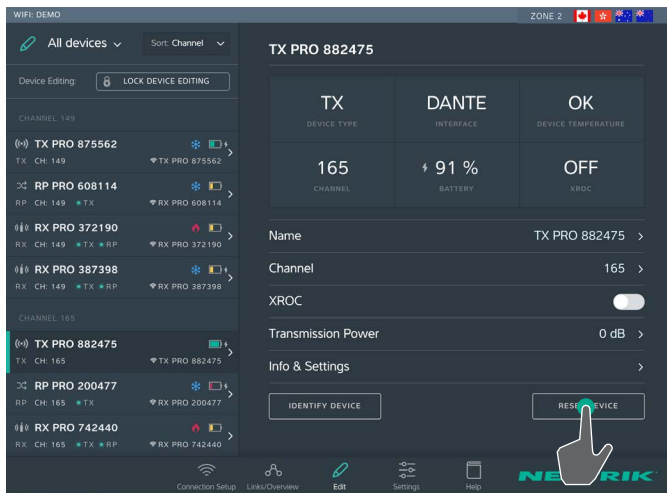 WIFI: DEMO
ZONE 2
All devices
Sort: Channel
Device Editing:
LOCK DEVICE EDITING
CHANNEL 149
TX PRO 875562
TX CH: 149
TX PRO 875562
RP PRO 608114
RP CH: 149 TX
RX PRO 608114
RX PRO 372190
RX CH: 149 TX RP
RX PRO 372190
RX PRO 387398
RX CH: 149 TX RP
RX PRO 387398
CHANNEL 165
TX PRO 882475
TX CH: 165
TX PRO 882475
RP PRO 200477
RP CH: 165 TX
RX PRO 200477
RX PRO 742440
RX CH: 165 TX RP
RX PRO 742440
TX PRO 882475
TX
DEVICE TYPE
DANTE
INTERFACE
OK
DEVICE TEMPERATURE
165
CHANNEL
91 %
BATTERY
OFF
XROC
Name
TX PRO 882475
Channel
165
XROC
Transmission Power
0 dB
Info & Settings
IDENTIFY DEVICE
Connection Setup
Links/Overview
Edit
Settings
Help